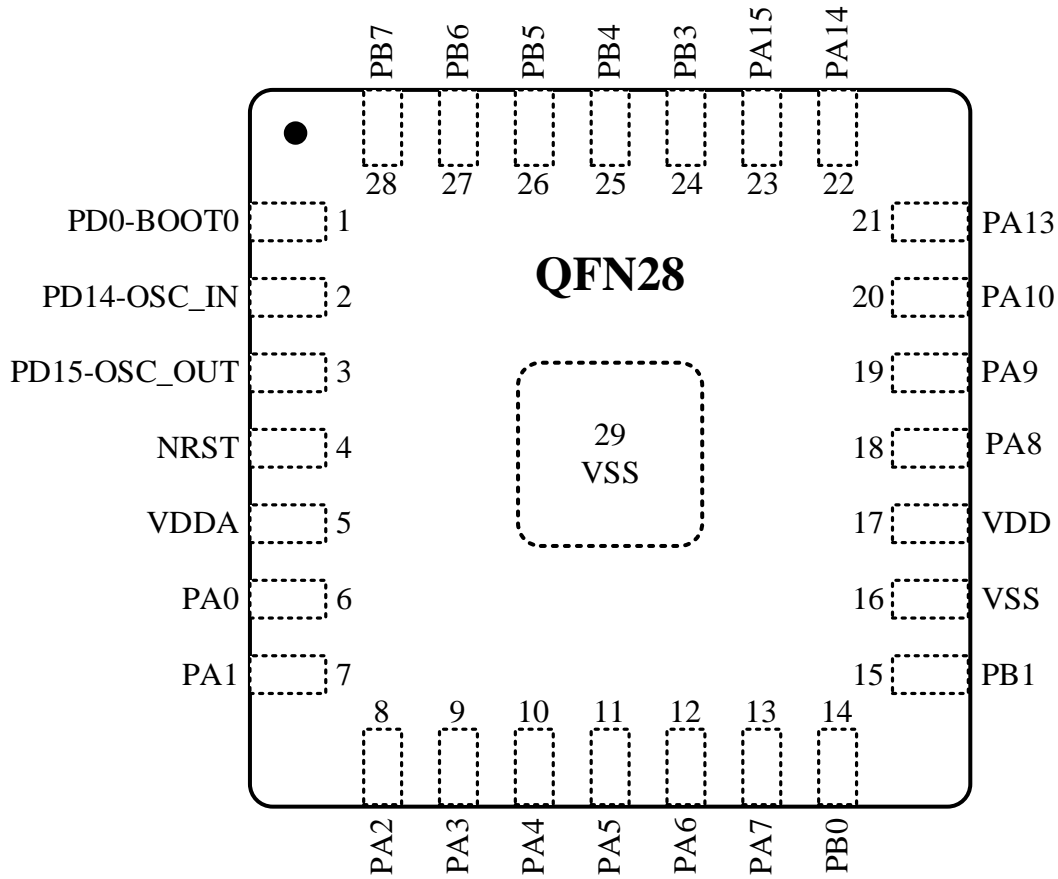 PB7 PB6 PB5 PB4 PB3 PA15 PA14
28 27 26 25 24 23 22
PD0-BOOT0 1 21 PA13
QFN28
PD14-OSC_IN 2 20 PA10
PD15-OSC_OUT 3 19 PA9
29
NRST 4 18 PA8
VSS
VDDA 5 17 VDD
PA0 6 16 VSS
PA1 7 15 PB1
8 9 10 11 12 13 14
PA2 PA3 PA4 PA5 PA6 PA7 PB0